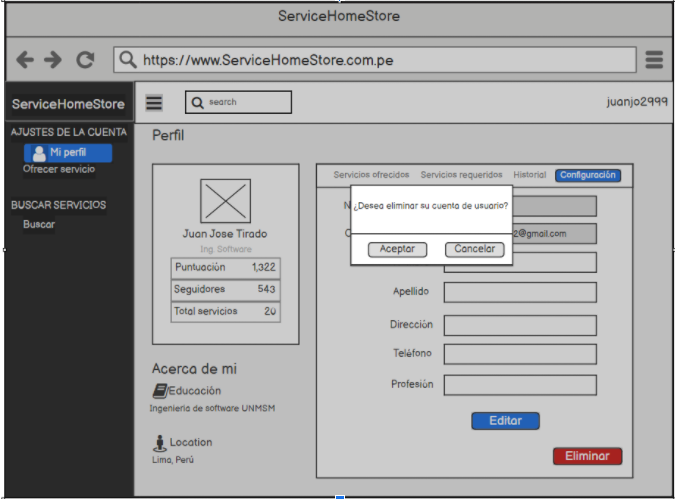 ServiceHomeStore
https://www.ServiceHomeStore.com.pe
ServiceHomeStore
search
juanjo2999
AJUSTES DE LA CUENTA
Mi perfil
Ofrecer servicio
BUSCAR SERVICIOS
Buscar
Perfil
Juan Jose Tirado
Ing. Software
Puntuación 1,322
Seguidores 543
Total servicios 20
Acerca de mi
Educación
Ingenieria de software UNMSM
Location
Lima, Perú
Servicios ofrecidos Servicios requeridos Historial Configuración
N
¿Desea eliminar su cuenta de usuario?
2@gmail.com
Aceptar Cancelar
Apellido
Dirección
Teléfono
Profesión
Editar
Eliminar